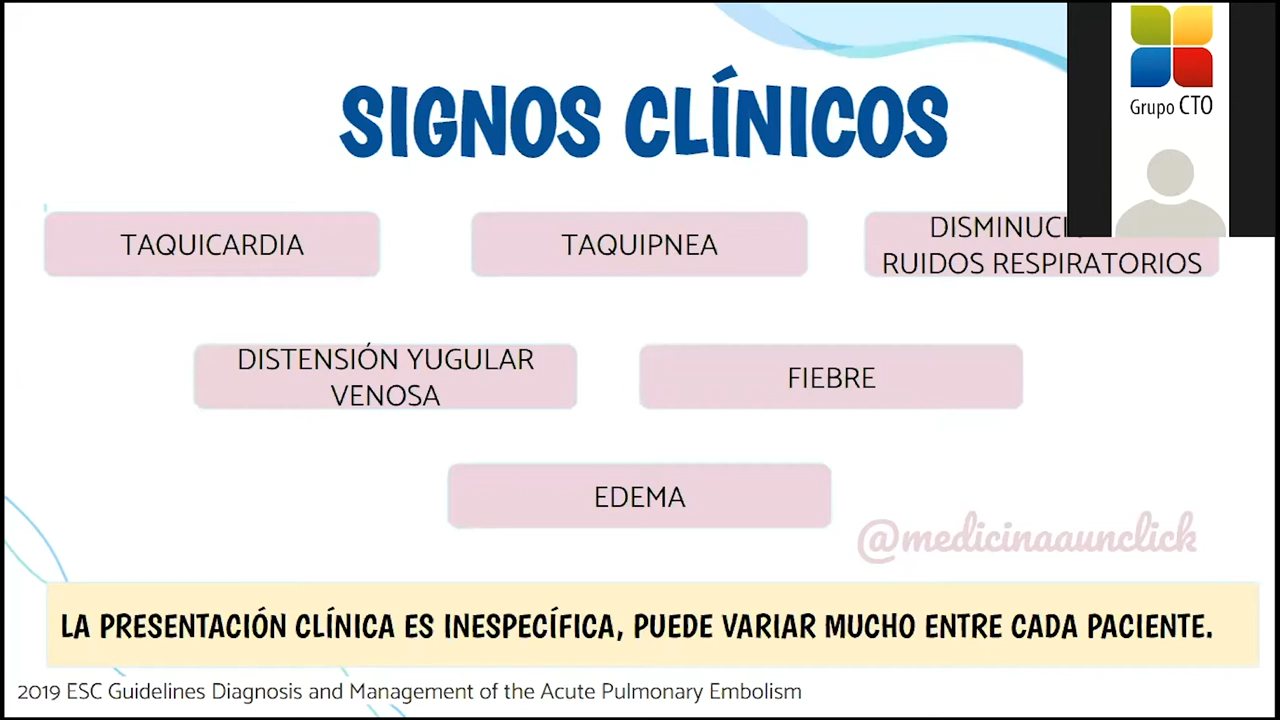 Grupo CTO
SIGNOS CLÍNICOS
TAQUICARDIA
TAQUIPNEA
RUIDOS RESPIRATORIOS
DISTENSIÓN YUGULAR
VENOSA
FIEBRE
EDEMA
@medicinaaunclick
LA PRESENTACIÓN CLÍNICA ES INESPECÍFICA, PUEDE VARIAR MUCHO ENTRE CADA PACIENTE.
2019 ESC Guidelines Diagnosis and Management of the Acute Pulmonary Embolism